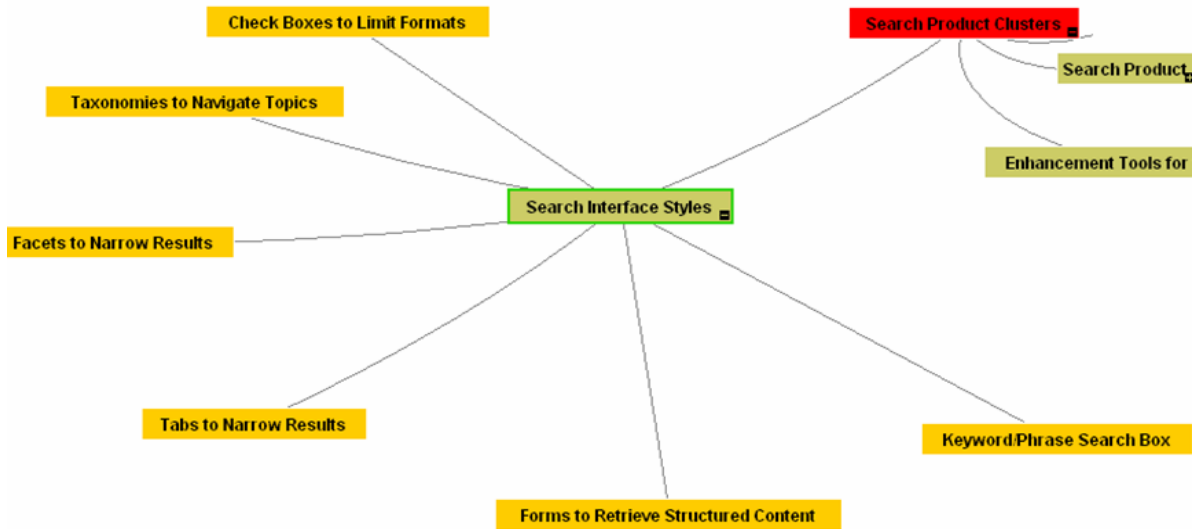 Check Boxes to Limit Formats
Search Product Clusters
Search Product
Taxonomies to Navigate Topics
Enhancement Tools for
Search Interface Styles
Facets to Narrow Results
Tabs to Narrow Results
Keyword/Phrase Search Box
Forms to Retrieve Structured Content